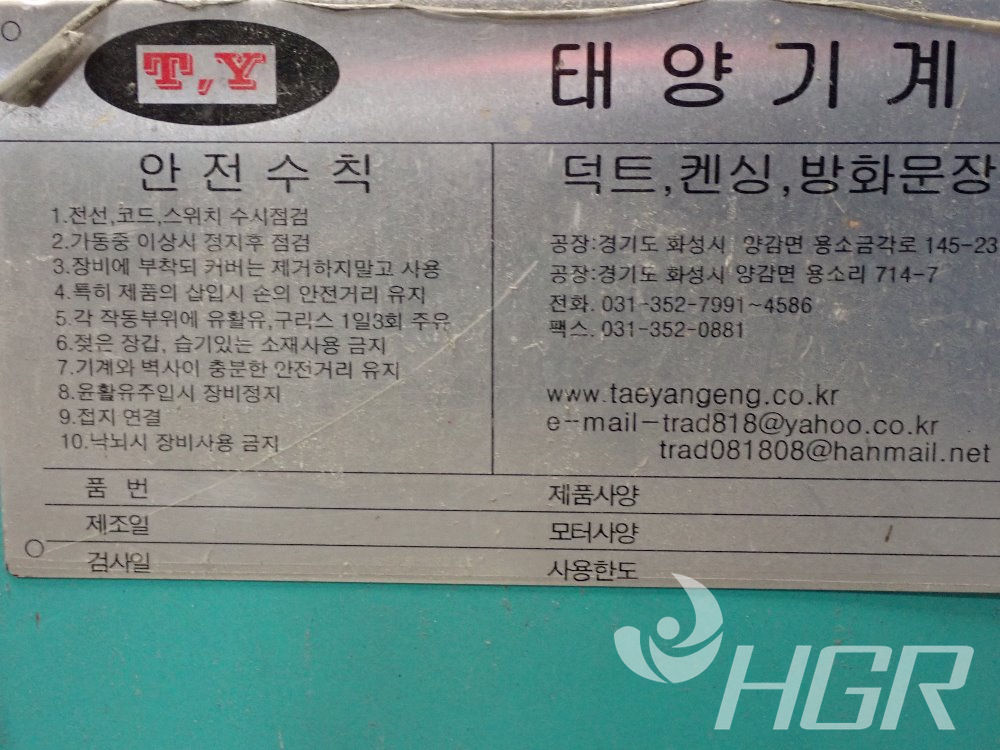 T,Y
태양기계
안전수칙
1.전선,코드,스위치 수시점검
2.가동중 이상시 정지후 점검
3.장비에 부착되 커버는 제거하지말고 사용
4.특히 제품의 삽입시 손의 안전거리 유지
5.각 작동부위에 유활유,구리스 1일3회 주유
6.젖은 장갑, 습기있는 소재사용 금지
7.기계와 벽사이 충분한 안전거리 유지
8.윤활유주입시 장비정지
9.접지 연결
10.낙뇌시 장비사용 금지
덕트,켄싱,방화문장
공장:경기도 화성시 양감면 용소금각로 145-23
공장:경기도 화성시 양감면 용소리 714-7
전화. 031-352-7991~4586
팩스. 031-352-0881
www.taeyangeng.co.kr
e-mail-trad818@yahoo.co.kr
trad081808@hanmail.net
품 번
제품사양
제조일
모터사양
검사일
사용한도
HGR